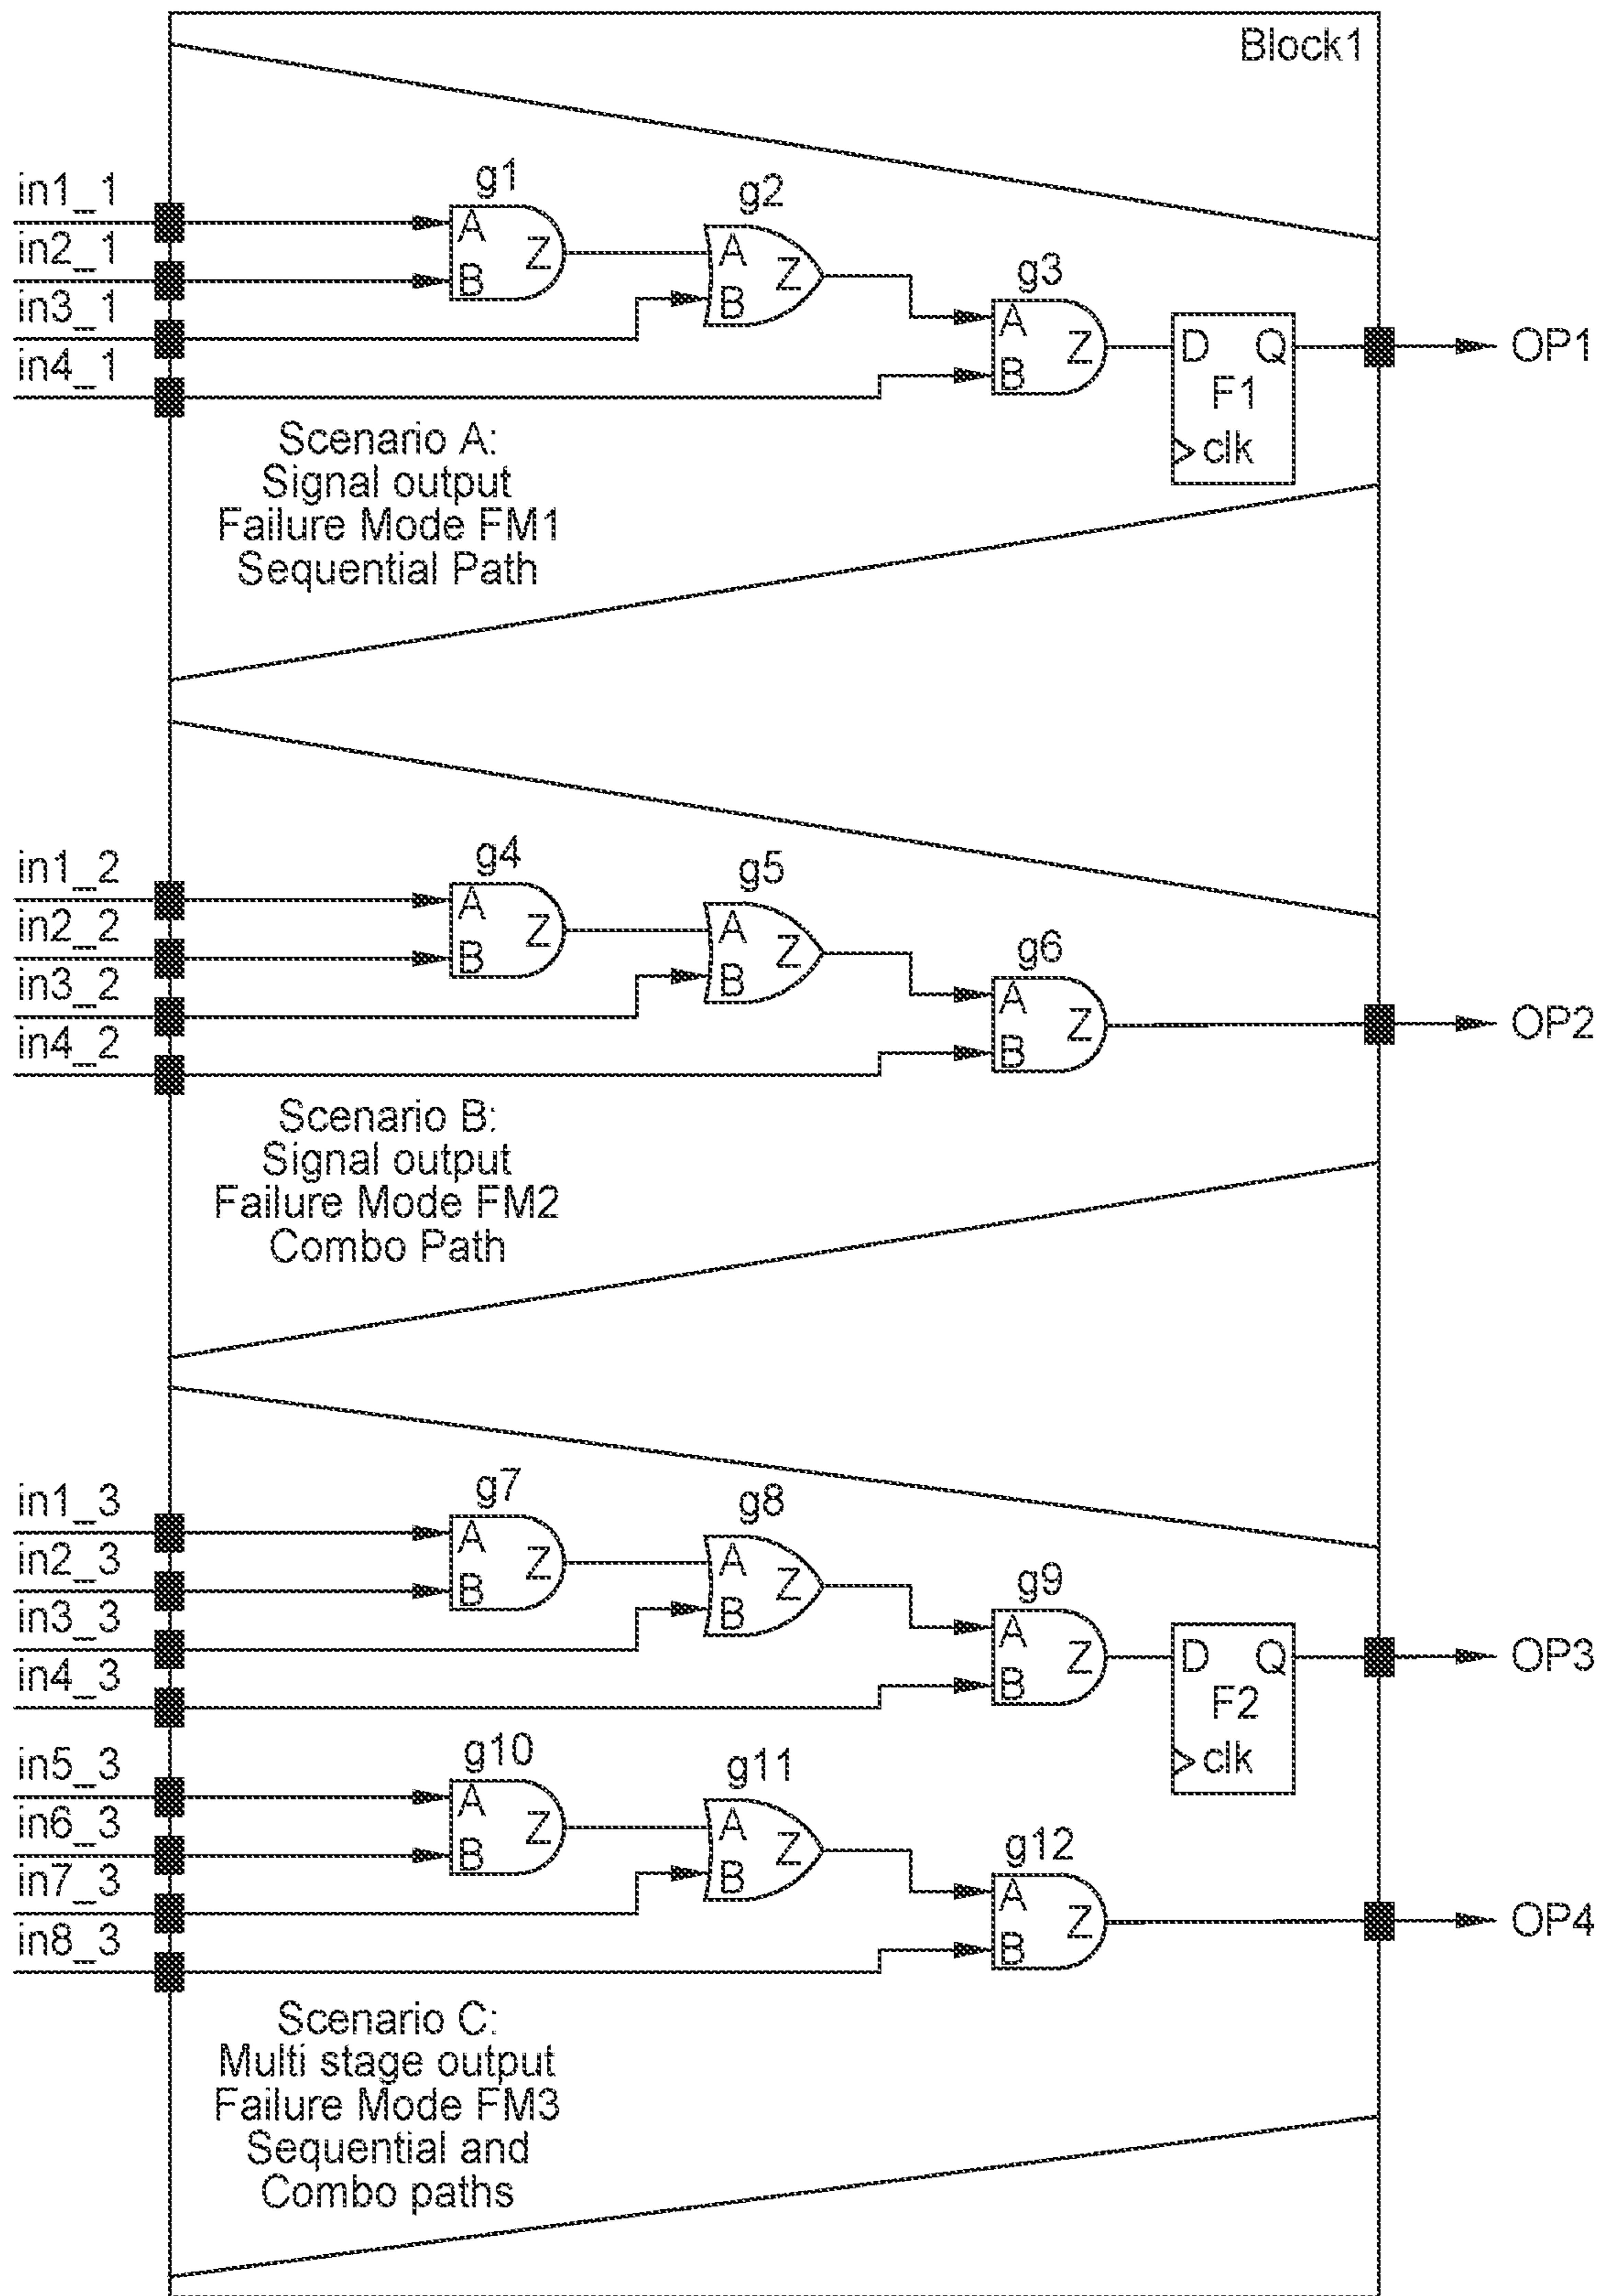 Block1
in1_1
in2_1
in3_1
in4_1
g1
A
B
Z
g2
A
B
Z
g3
A
B
Z
D Q
F1
clk
OP1
Scenario A:
Signal output
Failure Mode FM1
Sequential Path
in1_2
in2_2
in3_2
in4_2
g4
A
B
Z
g5
A
B
Z
g6
A
B
Z
OP2
Scenario B:
Signal output
Failure Mode FM2
Combo Path
in1_3
in2_3
in3_3
in4_3
g7
A
B
Z
g8
A
B
Z
g9
A
B
Z
D Q
F2
clk
OP3
in5_3
in6_3
in7_3
in8_3
g10
A
B
Z
g11
A
B
Z
g12
A
B
Z
OP4
Scenario C:
Multi stage output
Failure Mode FM3
Sequential and
Combo paths